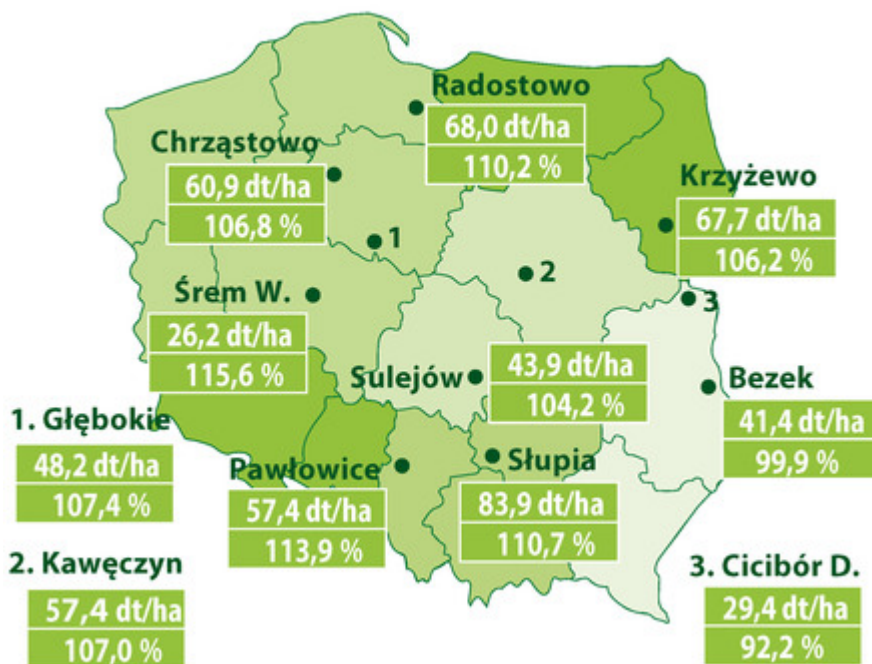 Radostowo
68,0 dt/ha
110,2 %
Chrząstowo
60,9 dt/ha
106,8 %
Krzyżewo
67,7 dt/ha
106,2 %
1
2
3
Śrem W.
26,2 dt/ha
115,6 %
Sulejów
43,9 dt/ha
104,2 %
Bezek
41,4 dt/ha
99,9 %
1. Głębokie
48,2 dt/ha
107,4 %
Pawłowice
57,4 dt/ha
113,9 %
Słupia
83,9 dt/ha
110,7 %
2. Kawęczyn
57,4 dt/ha
107,0 %
3. Cicibór D.
29,4 dt/ha
92,2 %